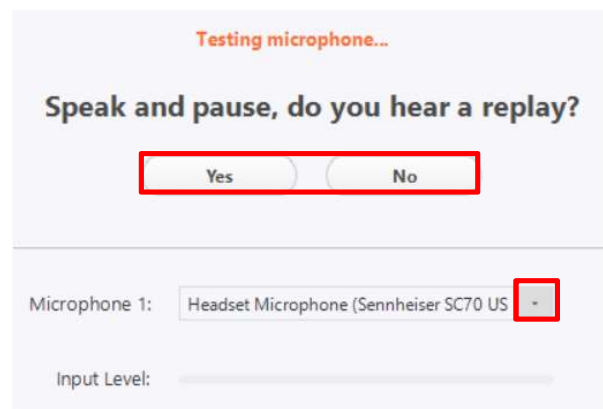 Testing microphone...
Speak and pause, do you hear a replay?
Yes No
Microphone 1: Headset Microphone (Sennheiser SC70 US
Input Level: